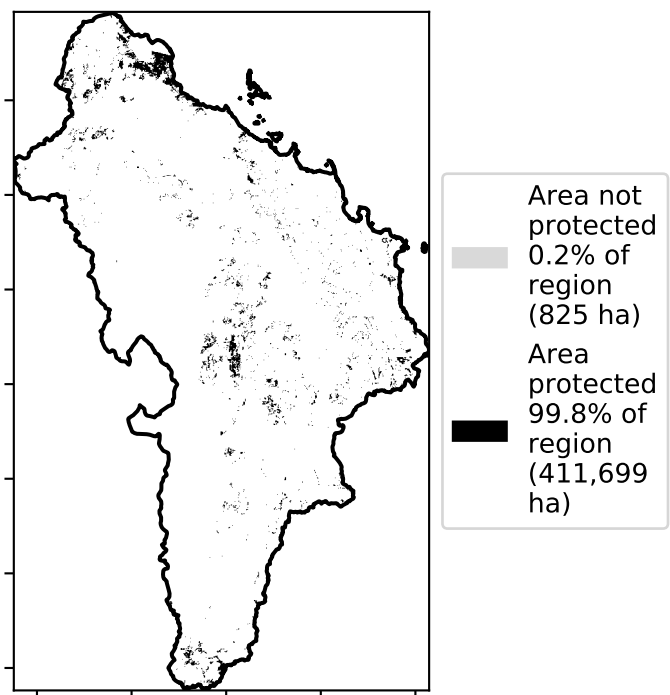 Area not
protected
0.2% of
region
(825 ha)
Area
protected
99.8% of
region
(411,699
ha)